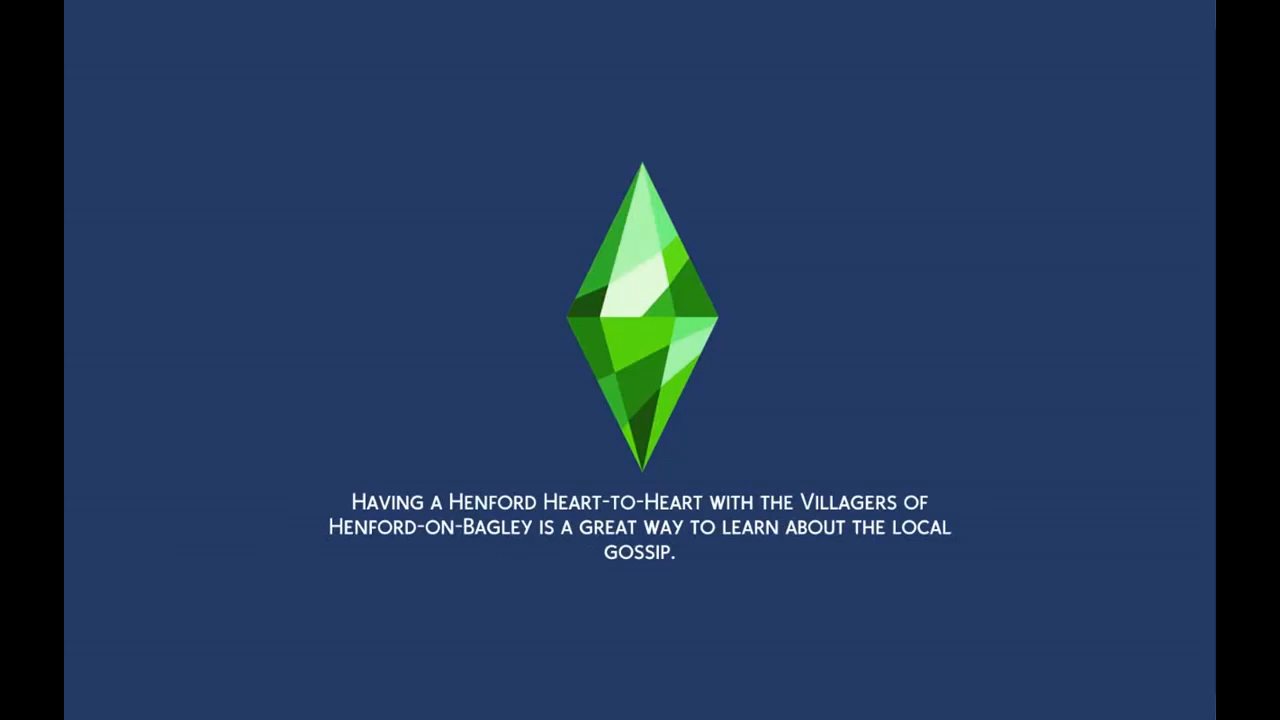 Having a Henford Heart-to-Heart with the Villagers of
Henford-on-Bagley is a great way to learn about the local
gossip.